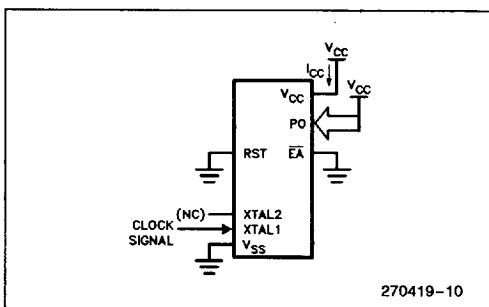 VCC
ICC
VCC
VCC
P0
RST
EA
(NC)
XTAL2
CLOCK
SIGNAL
XTAL1
VSS
270419-10